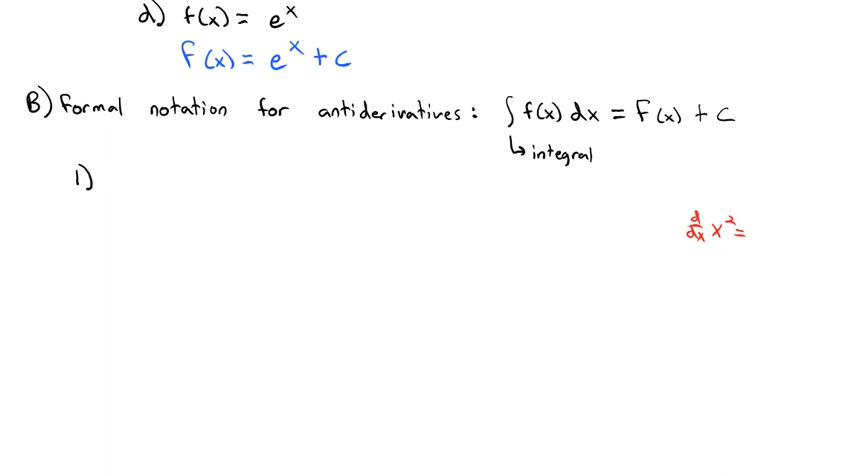 d) f(x) = e^x
F(x) = e^x + c
B) Formal notation for antiderivatives: ∫ f(x) dx = F(x) + C
↳ integral
1)
d/dx x^2 =